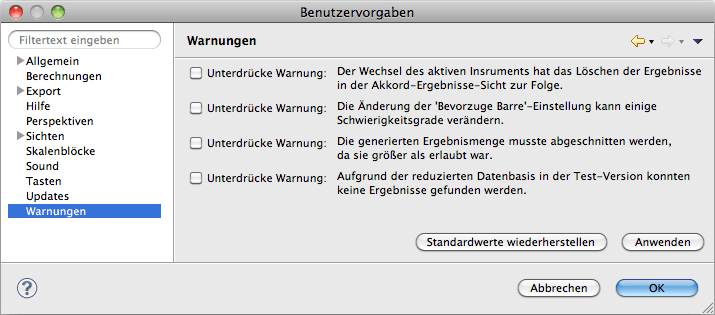 Benutzervorgaben
Filtertext eingeben
Allgemein
Berechnungen
Export
Hilfe
Perspektiven
Sichten
Skalenblöcke
Sound
Tasten
Updates
Warnungen
Warnungen
Unterdrücke Warnung: Der Wechsel des aktiven Insruments hat das Löschen der Ergebnisse
in der Akkord-Ergebnisse-Sicht zur Folge.
Unterdrücke Warnung: Die Änderung der 'Bevorzuge Barre'-Einstellung kann einige
Schwierigkeitsgrade verändern.
Unterdrücke Warnung: Die generierten Ergebnismenge musste abgeschnitten werden,
da sie größer als erlaubt war.
Unterdrücke Warnung: Aufgrund der reduzierten Datenbasis in der Test-Version konnten
keine Ergebnisse gefunden werden.
Standardwerte wiederherstellen Anwenden
? Abbrechen OK